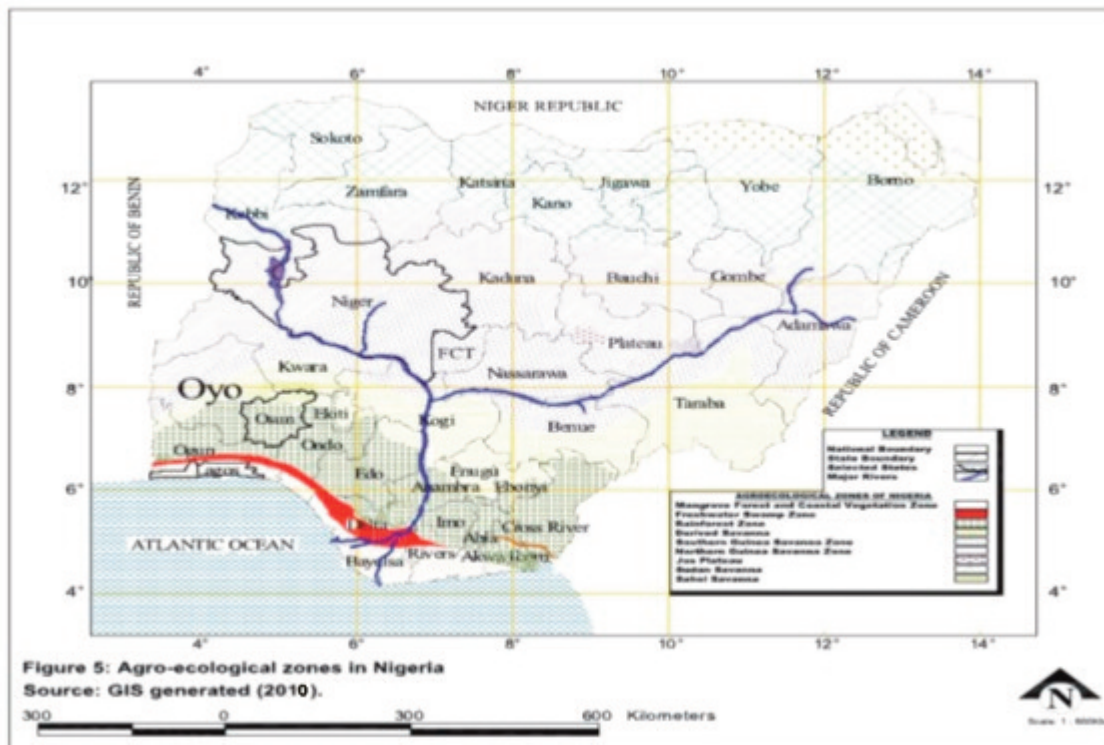 4° 6° 8° 10° 12° 14°
NIGER REPUBLIC
Sokoto
Katsina
Jigawa
Yobe
Borno
12° 12°
Zamfara
Kano
REPUBLIC OF BENIN
Kebbi
Kaduna
Bauchi
Gombe
10° 10°
Niger
Adamawa
REPUBLIC OF CAMEROON
FCT
Plateau
Kwara
Nassarawa
8° 8°
Oyo
Taraba
Osun
Ekiti
Kogi
Benue
Ondo
Ogun
Lagos
Edo
Enugu
Anambra
Ebonyi
6° 6°
Delta
Imo
Cross River
Abia
ATLANTIC OCEAN
Bayelsa
Rivers
Akwa Ibom
4° 4°
LEGEND
National Boundary
State Boundary
Selected States
Major Rivers
AGROECOLOGICAL ZONES OF NIGERIA
Mangrove Forest and Coastal Vegetation Zone
Freshwater Swamp Zone
Rainforest Zone
Derived Savanna
Southern Guinea Savanna Zone
Northern Guinea Savanna Zone
Jos Plateau
Sudan Savanna
Sahel Savanna
4° 6° 8° 10° 12° 14°
Figure 5: Agro-ecological zones in Nigeria
Source: GIS generated (2010).
300 0 300 600 Kilometers
N